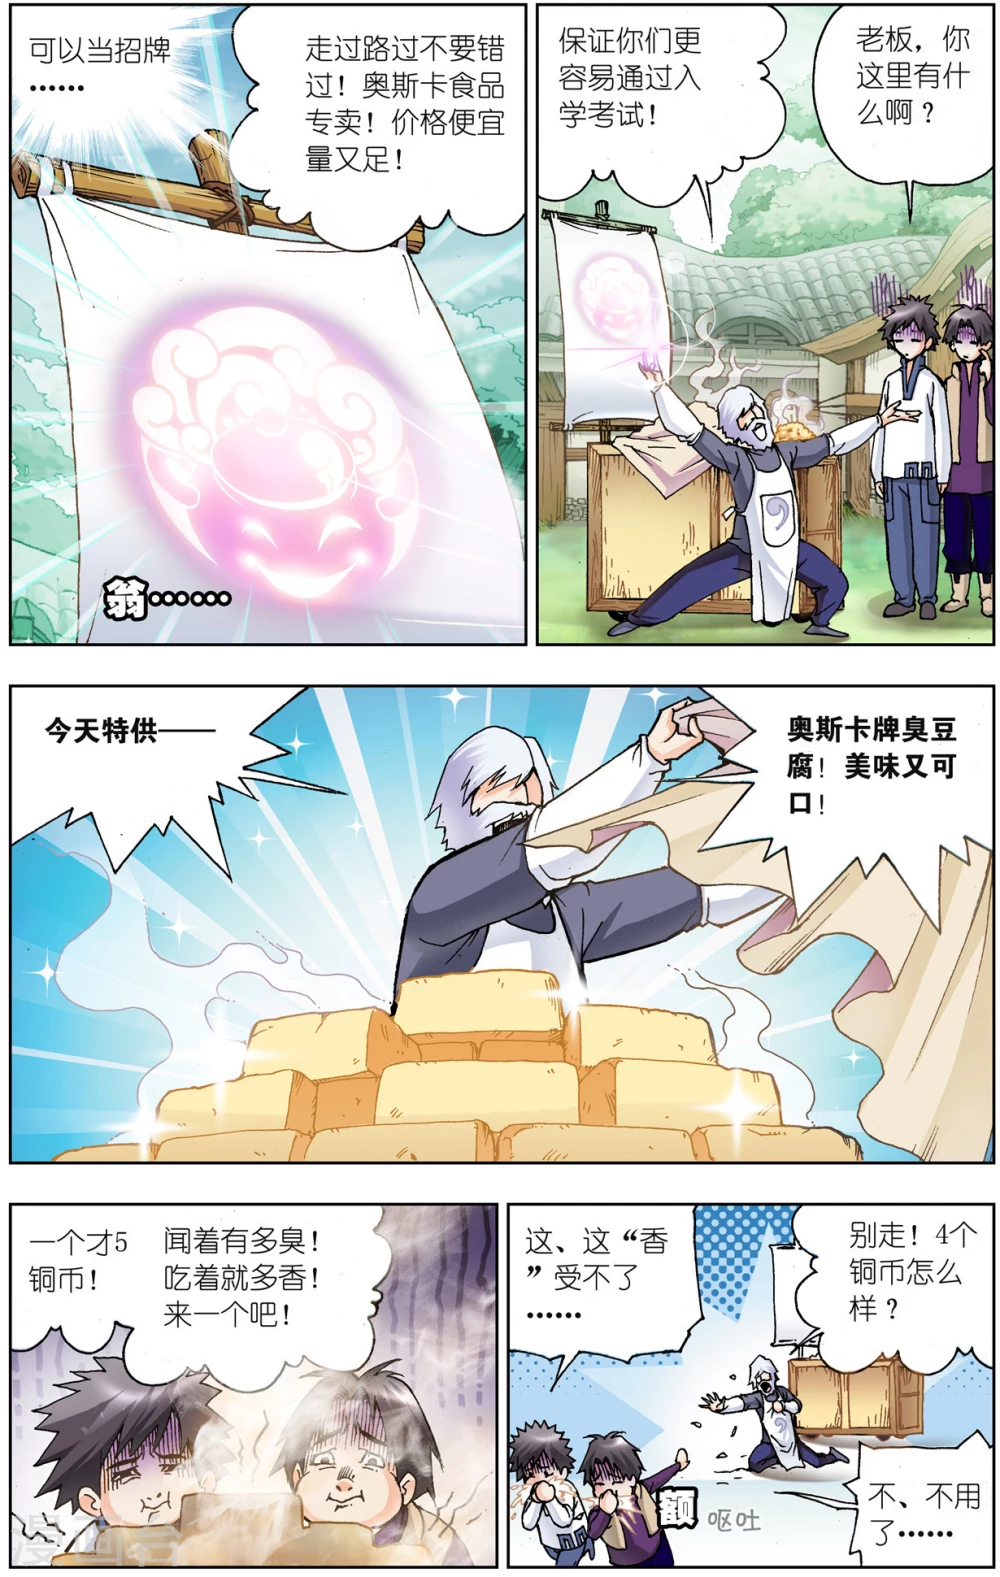 走过路过不要错
过！奥斯卡食品
专卖！价格便宜
量又足！
可以当招牌
……
翁……
老板，你
这里有什
么啊？
保证你们更
容易通过入
学考试！
今天特供——
奥斯卡牌臭豆
腐！美味又可
口！
一个才5
铜币！
闻着有多臭！
吃着就多香！
来一个吧！
这、这“香
”受不了
……
别走！4个
铜币怎么
样？
不、不用
了……
额
呕吐
漫画台